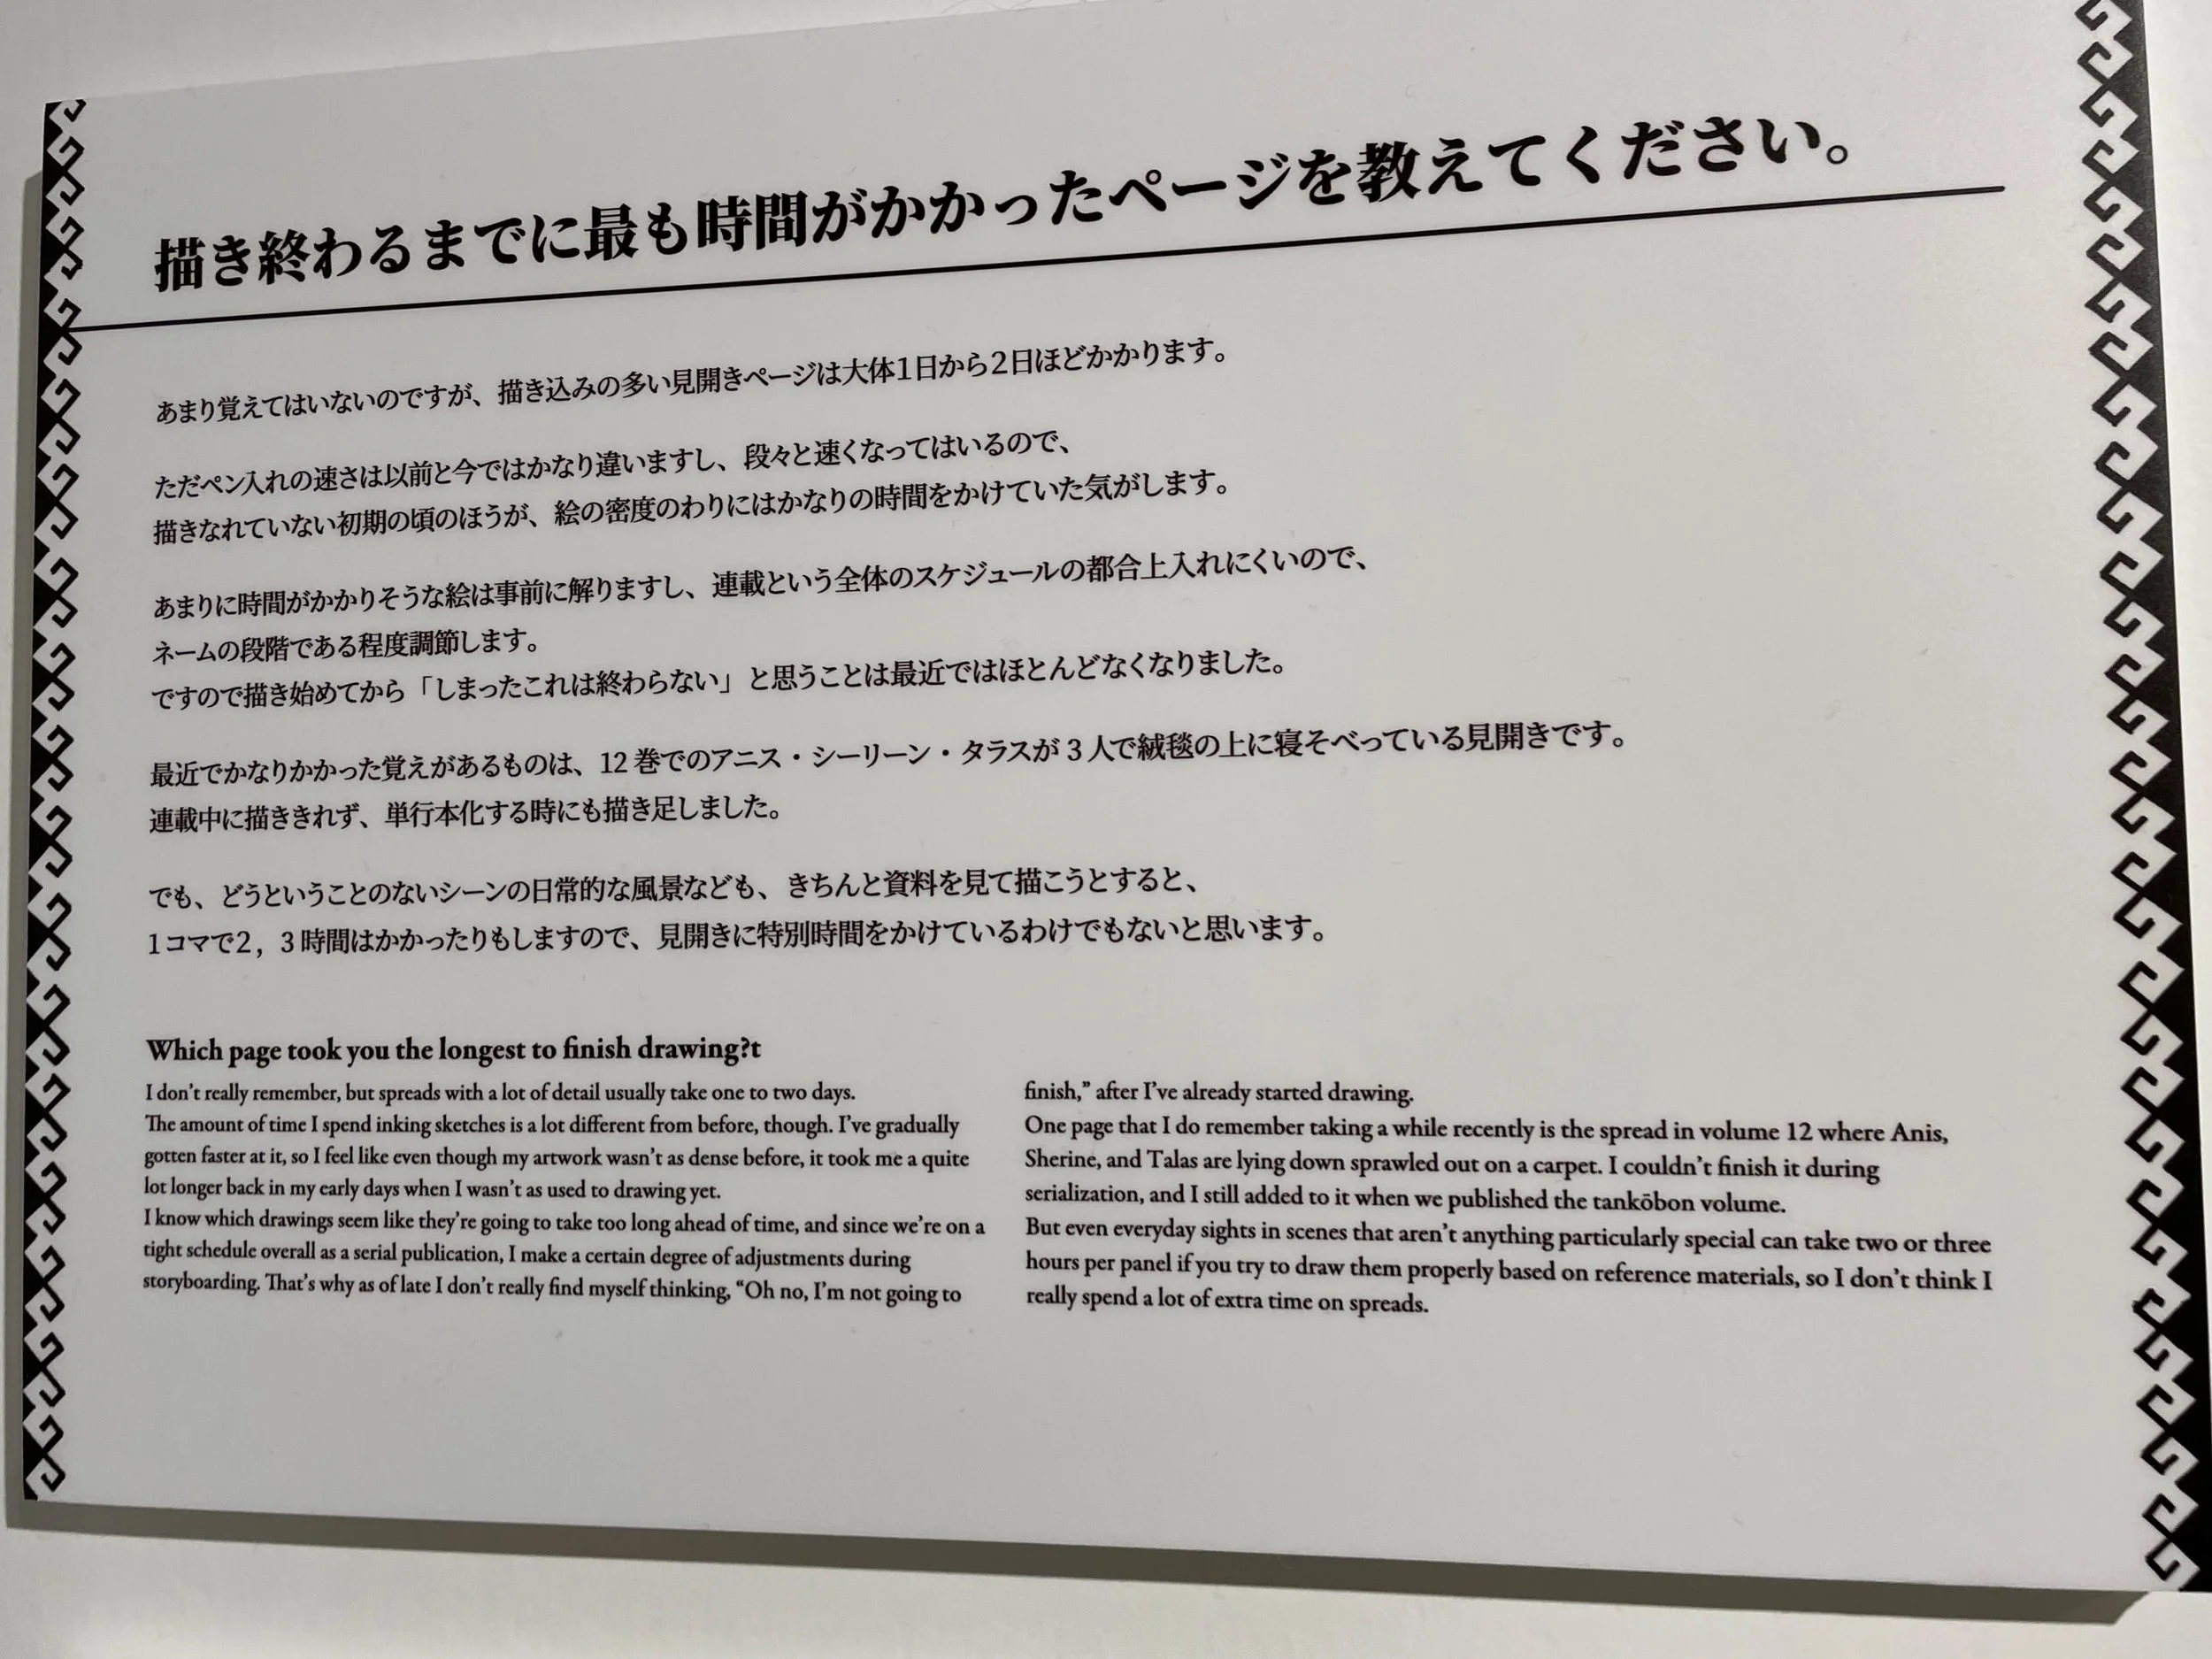 描き終わるまでに最も時間がかかったページを教えてください。
あまり覚えてはいないのですが、描き込みの多い見開きページは大体1日から2日ほどかかります。
ただペン入れの速さは以前と今ではかなり違いますし、段々と速くなってはいるので、
描きなれていない初期の頃のほうが、絵の密度のわりにはかなりの時間をかけていた気がします。
あまりに時間がかかりそうな絵は事前に解りますし、連載という全体のスケジュールの都合上入れにくいので、
ネームの段階である程度調節します。
ですので描き始めてから「しまったこれは終わらない」と思うことは最近ではほとんどなくなりました。
最近でかなりかかった覚えがあるものは、12巻でのアニス・シーリーン・タラスが3人で絨毯の上に寝そべっている見開きです。
連載中に描ききれず、単行本化する時にも描き足しました。
でも、どうということのないシーンの日常的な風景なども、きちんと資料を見て描こうとすると、
1コマで2，3時間はかかったりもしますので、見開きに特別時間をかけているわけでもないと思います。
Which page took you the longest to finish drawing?t
I don't really remember, but spreads with a lot of detail usually take one to two days.
The amount of time I spend inking sketches is a lot different from before, though. I've gradually
gotten faster at it, so I feel like even though my artwork wasn't as dense before, it took me a quite
lot longer back in my early days when I wasn't as used to drawing yet.
I know which drawings seem like they're going to take too long ahead of time, and since we're on a
tight schedule overall as a serial publication, I make a certain degree of adjustments during
storyboarding. That's why as of late I don't really find myself thinking, “Oh no, I'm not going to
finish,” after I've already started drawing.
One page that I do remember taking a while recently is the spread in volume 12 where Anis,
Sherine, and Talas are lying down sprawled out on a carpet. I couldn't finish it during
serialization, and I still added to it when we published the tankōbon volume.
But even everyday sights in scenes that aren't anything particularly special can take two or three
hours per panel if you try to draw them properly based on reference materials, so I don't think I
really spend a lot of extra time on spreads.